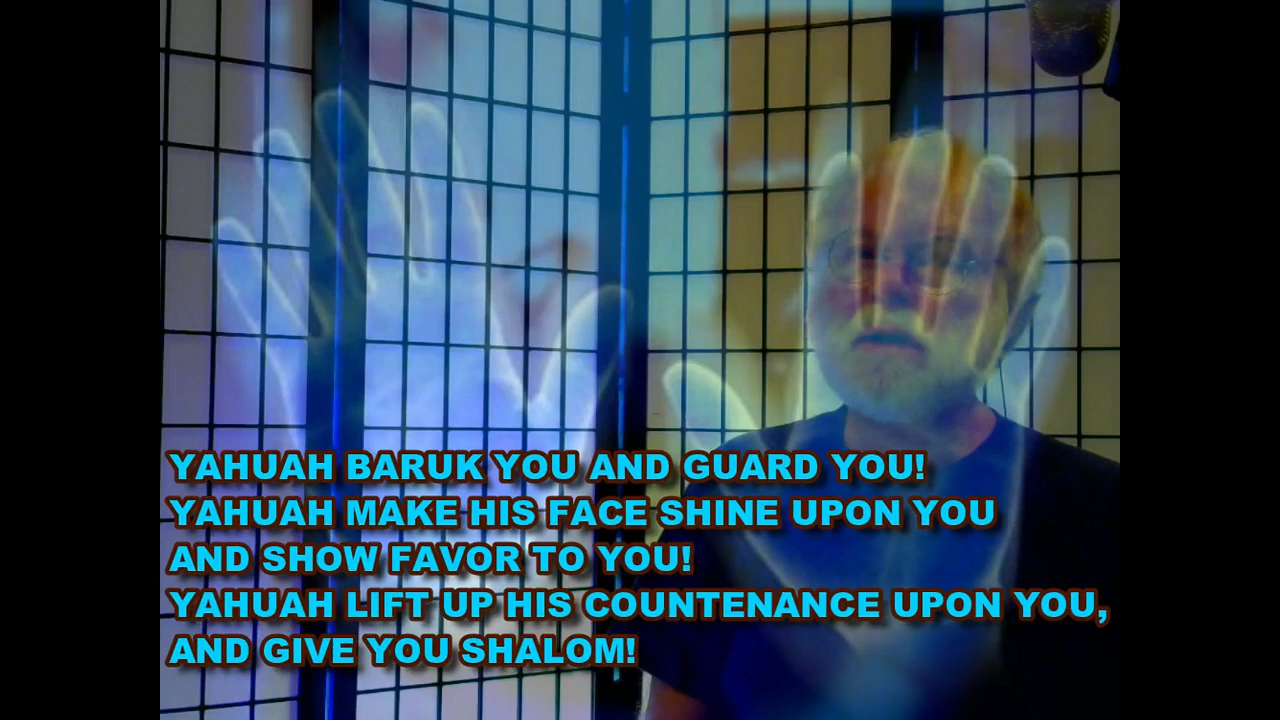 YAHUAH BARUK YOU AND GUARD YOU!
YAHUAH MAKE HIS FACE SHINE UPON YOU
AND SHOW FAVOR TO YOU!
YAHUAH LIFT UP HIS COUNTENANCE UPON YOU,
AND GIVE YOU SHALOM!